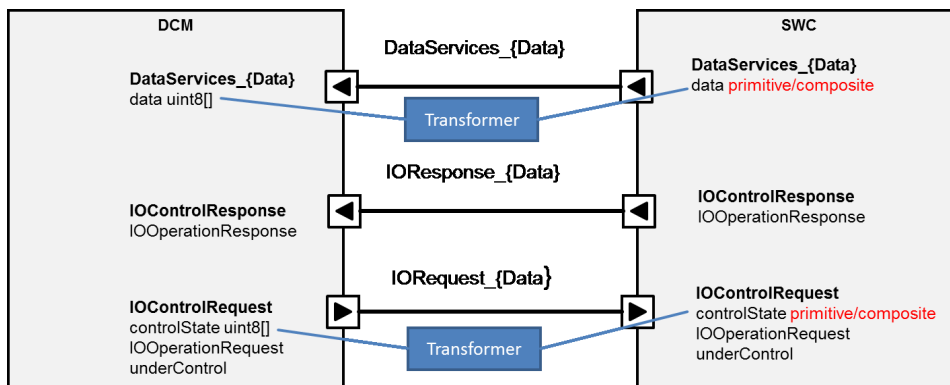 DCM
SWC
DataServices_{Data}
DataServices_{Data}
data uint8[]
DataServices_{Data}
data primitive/composite
Transformer
IOResponse_{Data}
IOControlResponse
IOOperationResponse
IOControlResponse
IOOperationResponse
IORequest_{Data}
IOControlRequest
controlState uint8[]
IOOperationRequest
underControl
IOControlRequest
controlState primitive/composite
IOOperationRequest
underControl
Transformer